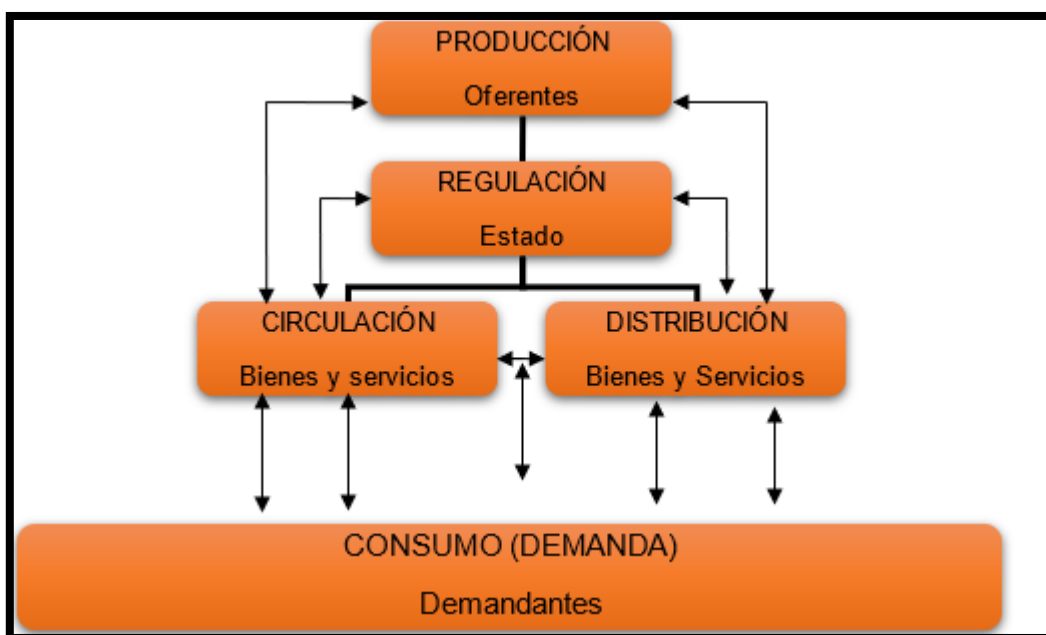 PRODUCCIÓN
Oferentes
REGULACIÓN
Estado
CIRCULACIÓN
Bienes y servicios
DISTRIBUCIÓN
Bienes y Servicios
CONSUMO (DEMANDA)
Demandantes